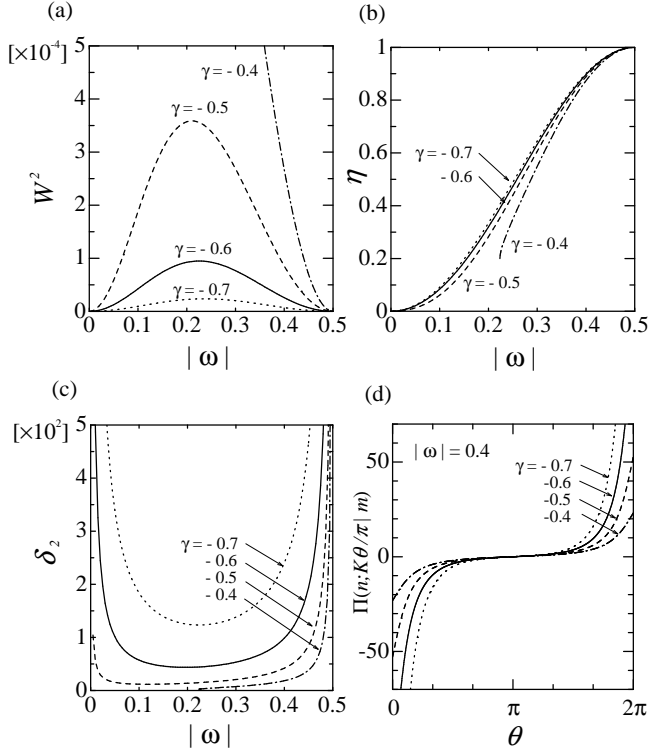 (a)
[×10⁻⁴]
5
4
3
2
1
0
W²
γ = - 0.4
γ = - 0.5
γ = - 0.6
γ = - 0.7
0 0.1 0.2 0.3 0.4 0.5
| ω |
(b)
1
0.8
0.6
0.4
0.2
0
η
γ = - 0.7
- 0.6
γ = - 0.4
γ = - 0.5
0 0.1 0.2 0.3 0.4 0.5
| ω |
(c)
[×10²]
5
4
3
2
1
0
δ₂
γ = - 0.7
- 0.6
- 0.5
- 0.4
0 0.1 0.2 0.3 0.4 0.5
| ω |
(d)
50
0
-50
Π(n;Kθ/π | m)
| ω | = 0.4
γ = - 0.7
-0.6
-0.5
-0.4
0 π 2π
θ